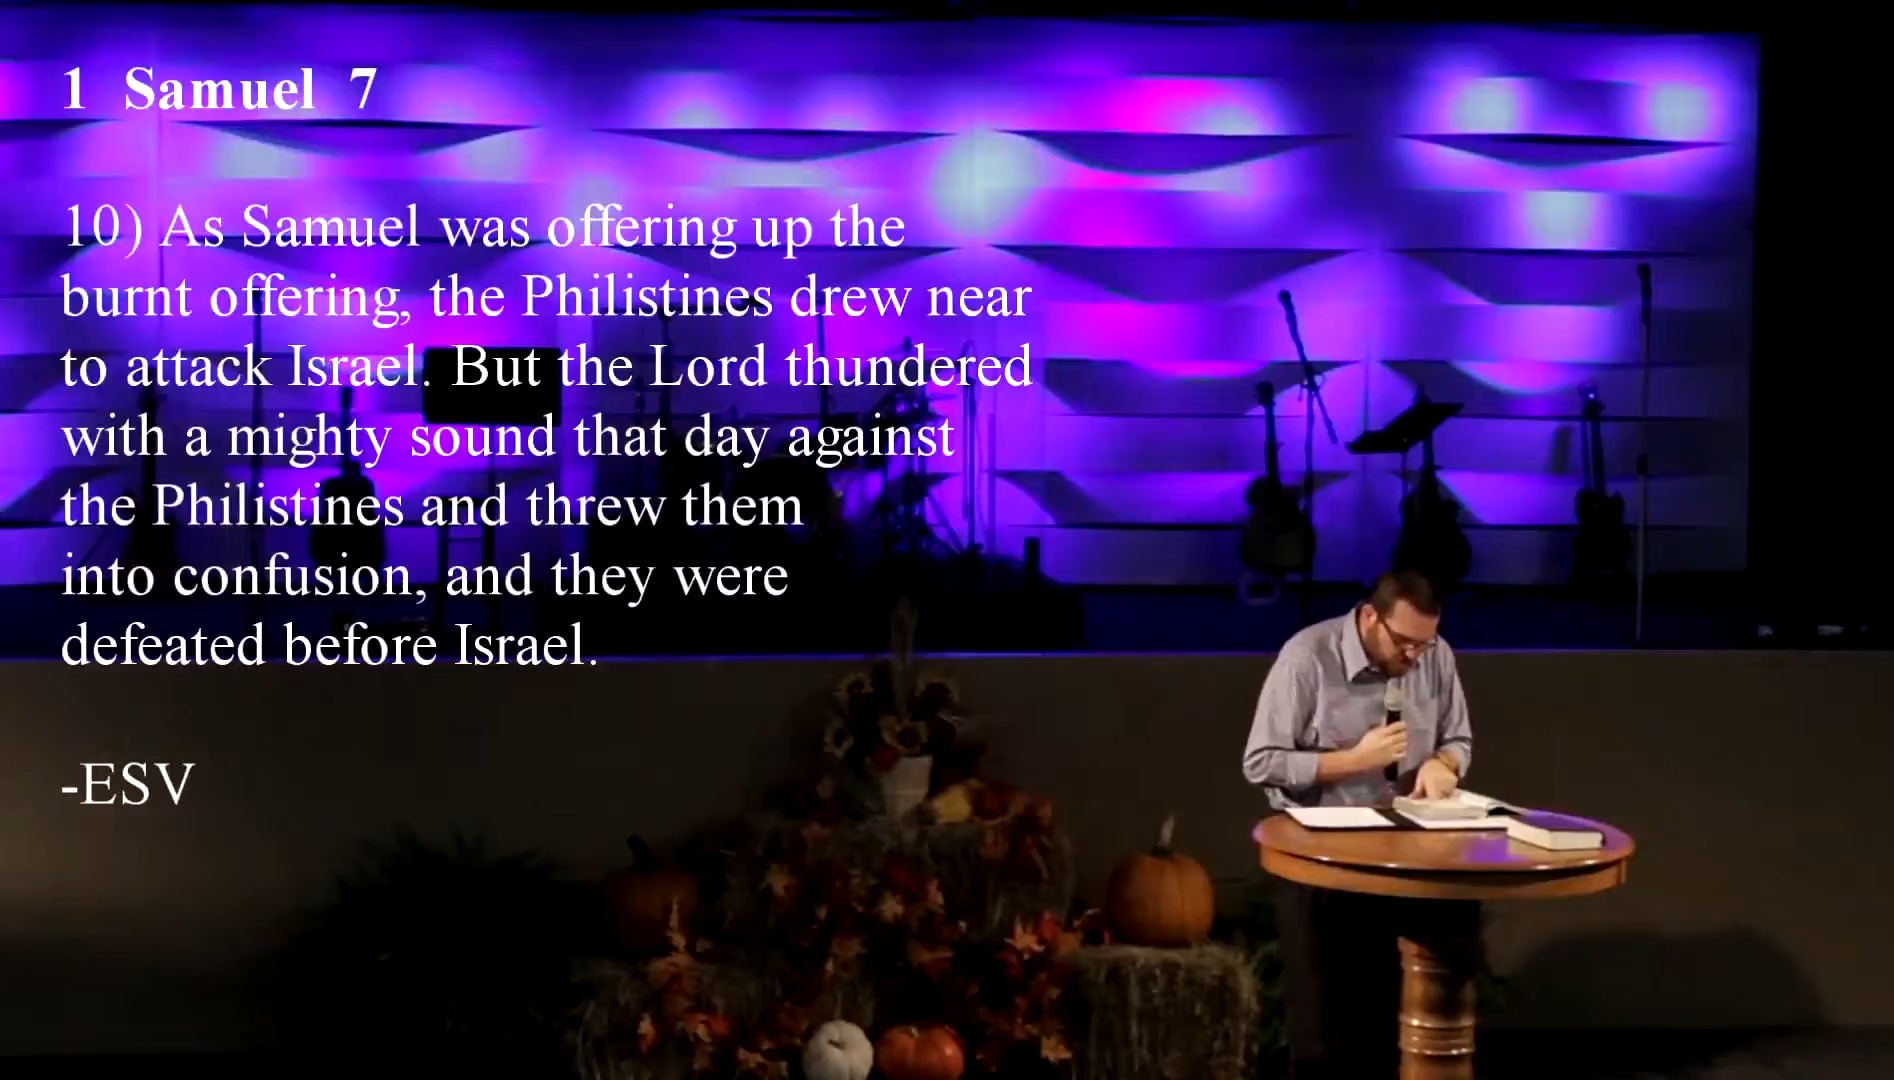 1 Samuel 7
10) As Samuel was offering up the
burnt offering, the Philistines drew near
to attack Israel. But the Lord thundered
with a mighty sound that day against
the Philistines and threw them
into confusion, and they were
defeated before Israel.
-ESV